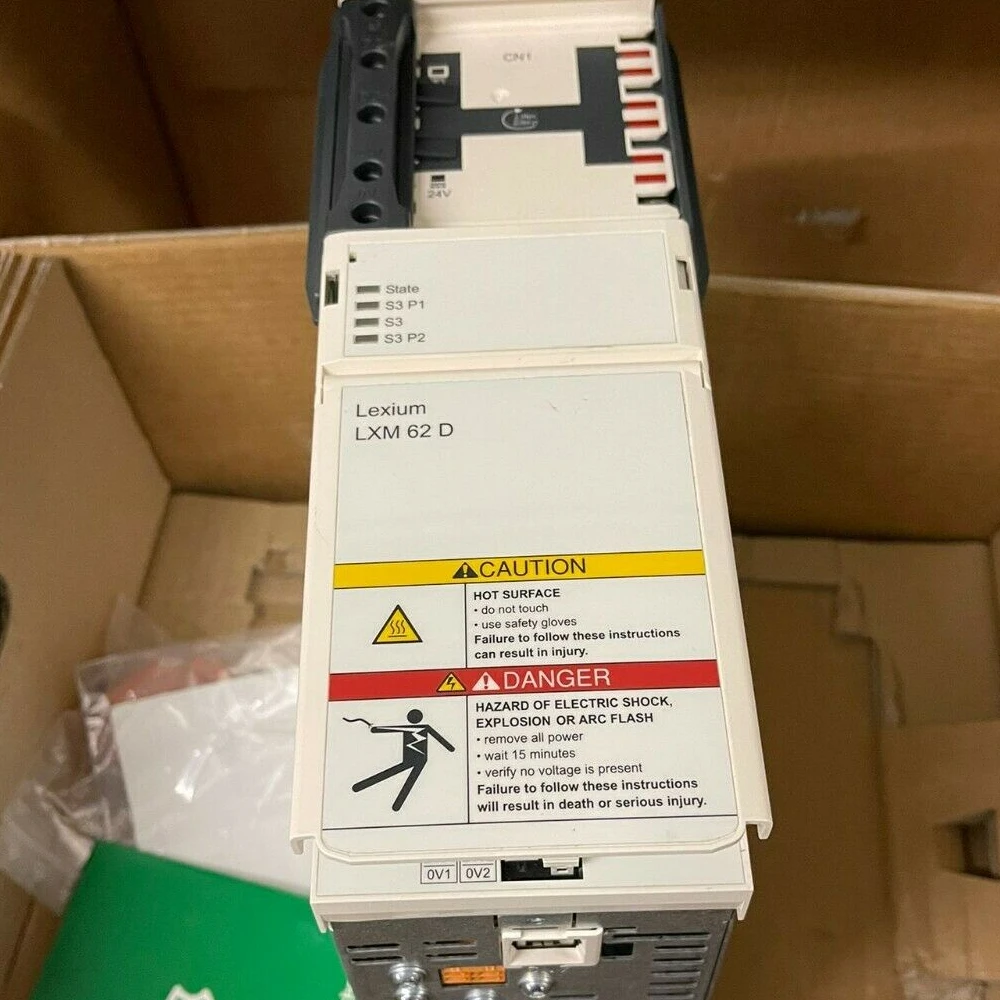 CN1
24V
State
S3 P1
S3
S3 P2
Lexium
LXM 62 D
CAUTION
HOT SURFACE
• do not touch
• use safety gloves
Failure to follow these instructions
can result in injury.
DANGER
HAZARD OF ELECTRIC SHOCK,
EXPLOSION OR ARC FLASH
• remove all power
• wait 15 minutes
• verify no voltage is present
Failure to follow these instructions
will result in death or serious injury.
0V1 0V2